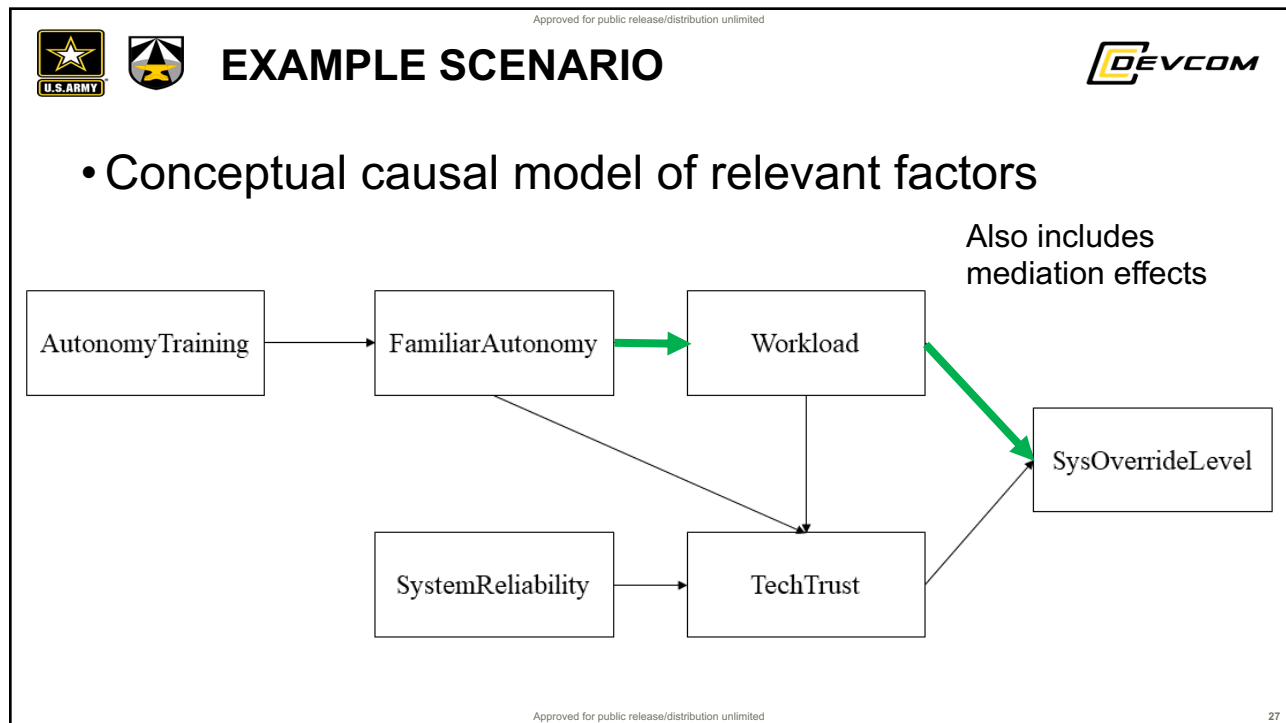 Approved for public release/distribution unlimited
U.S.ARMY
EXAMPLE SCENARIO
DEVCOM
• Conceptual causal model of relevant factors
Also includes
mediation effects
AutonomyTraining
FamiliarAutonomy
Workload
SysOverrideLevel
SystemReliability
TechTrust
Approved for public release/distribution unlimited
27